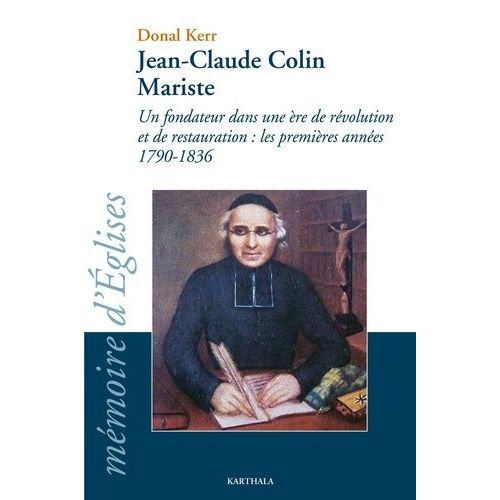 Donal Kerr
Jean-Claude Colin
Mariste
Un fondateur dans une ère de révolution
et de restauration : les premières années
1790-1836
mémoire d'Églises
KARTHALA